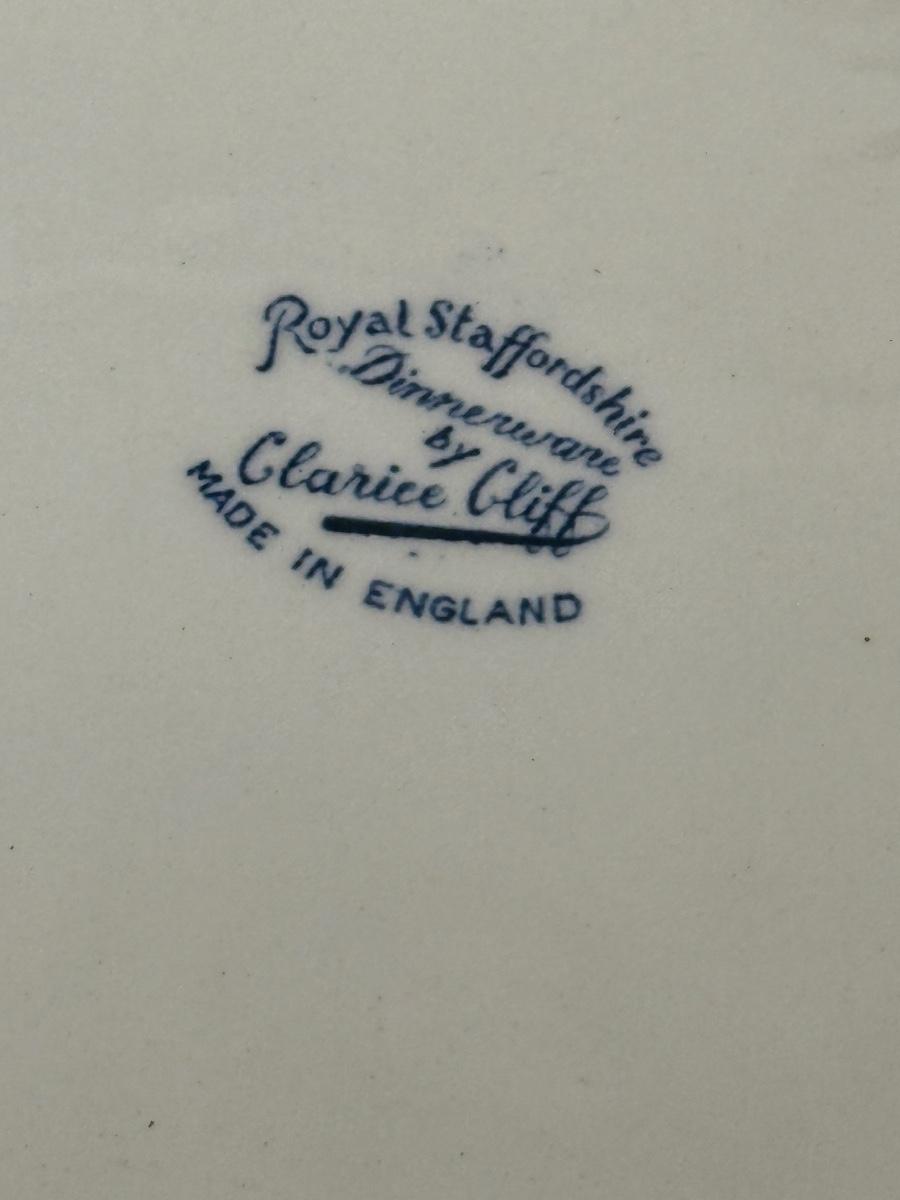 Royal Staffordshire
Dinnerware
by
Clarice Cliff
MADE IN ENGLAND